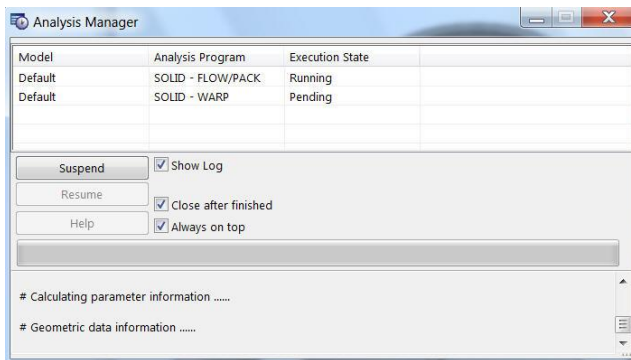 Analysis Manager
Model Analysis Program Execution State
Default SOLID - FLOW/PACK Running
Default SOLID - WARP Pending
Suspend Show Log
Resume
Close after finished
Help Always on top
# Calculating parameter information ......
# Geometric data information ......